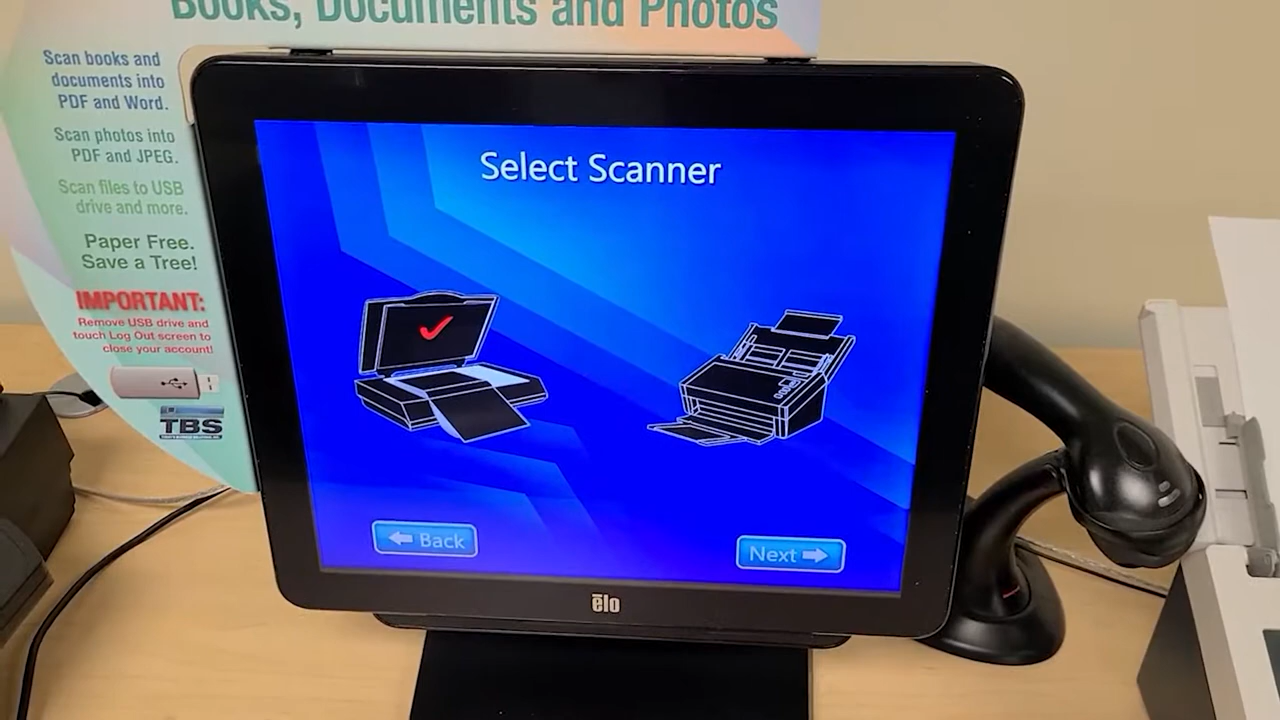 Books, Documents and Photos
Scan books and
documents into
PDF and Word.
Scan photos into
PDF and JPEG.
Scan files to USB
drive and more.
Paper Free.
Save a Tree!
IMPORTANT:
Remove USB drive and
touch Log Out screen to
close your account!
TBS
Select Scanner
Back
Next
elo